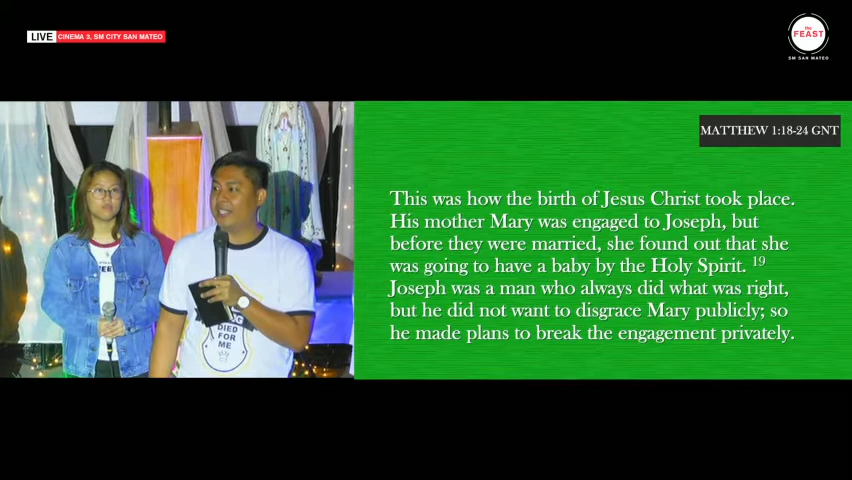 LIVE CINEMA 3, SM CITY SAN MATEO
the
FEAST
SM SAN MATEO
MATTHEW 1:18-24 GNT
This was how the birth of Jesus Christ took place.
His mother Mary was engaged to Joseph, but
before they were married, she found out that she
was going to have a baby by the Holy Spirit. 19
Joseph was a man who always did what was right,
but he did not want to disgrace Mary publicly; so
he made plans to break the engagement privately.
DIED
FOR
ME